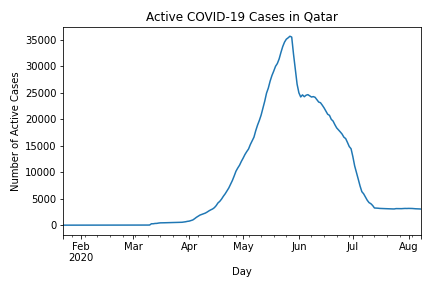 Active COVID-19 Cases in Qatar
Number of Active Cases
35000
30000
25000
20000
15000
10000
5000
0
Feb Mar Apr May Jun Jul Aug
2020
Day